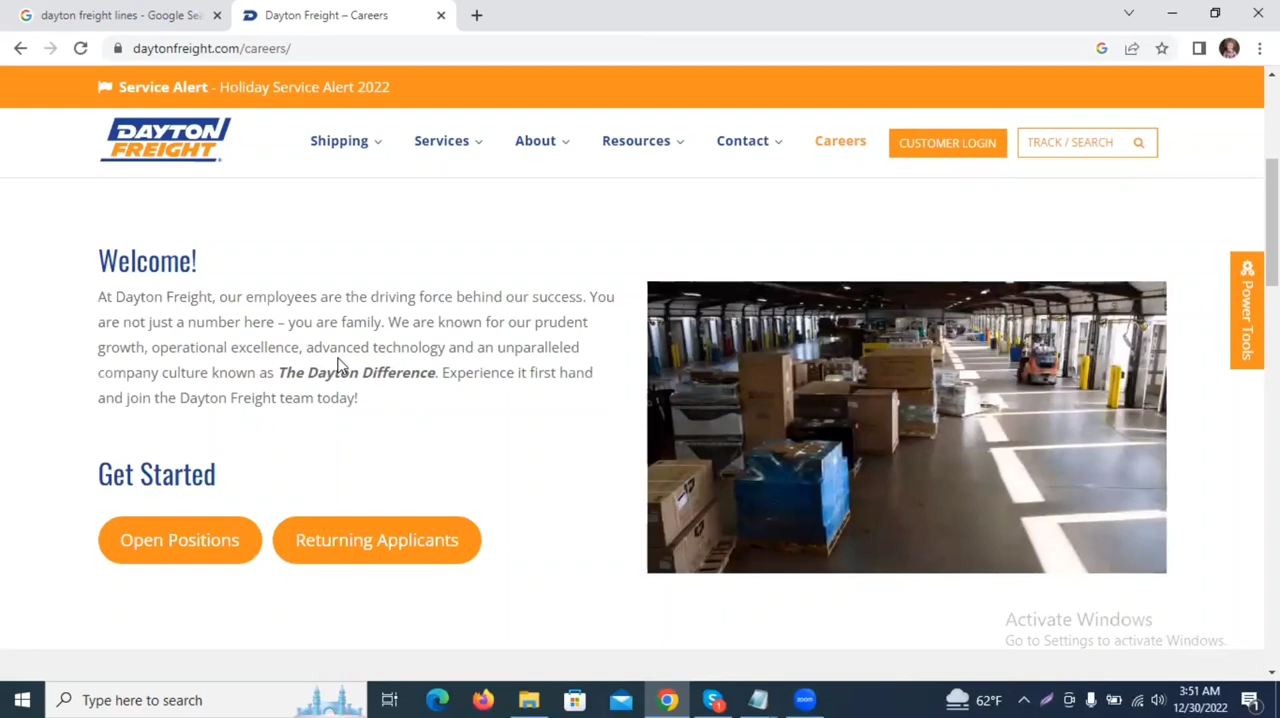 dayton freight lines - Google Sea
Dayton Freight – Careers
daytonfreight.com/careers/
Service Alert - Holiday Service Alert 2022
DAYTON
FREIGHT
Shipping
Services
About
Resources
Contact
Careers
CUSTOMER LOGIN
TRACK / SEARCH
Welcome!
At Dayton Freight, our employees are the driving force behind our success. You
are not just a number here – you are family. We are known for our prudent
growth, operational excellence, advanced technology and an unparalleled
company culture known as The Dayton Difference. Experience it first hand
and join the Dayton Freight team today!
Power Tools
Get Started
Open Positions
Returning Applicants
Activate Windows
Go to Settings to activate Windows.
Type here to search
zoom
62°F
3:51 AM
12/30/2022